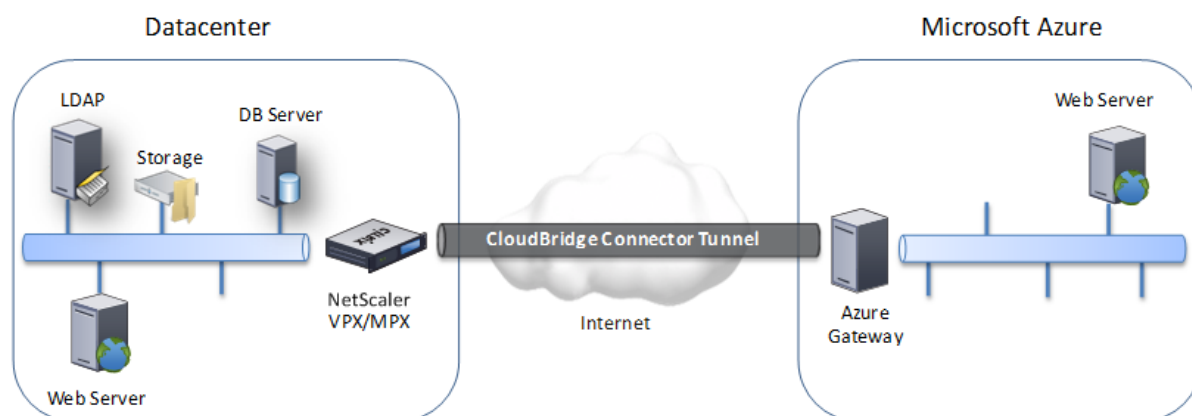 Datacenter
Microsoft Azure
LDAP
DB Server
Storage
Web Server
CloudBridge Connector Tunnel
citrix
NetScaler
VPX/MPX
Internet
Azure
Gateway
Web Server